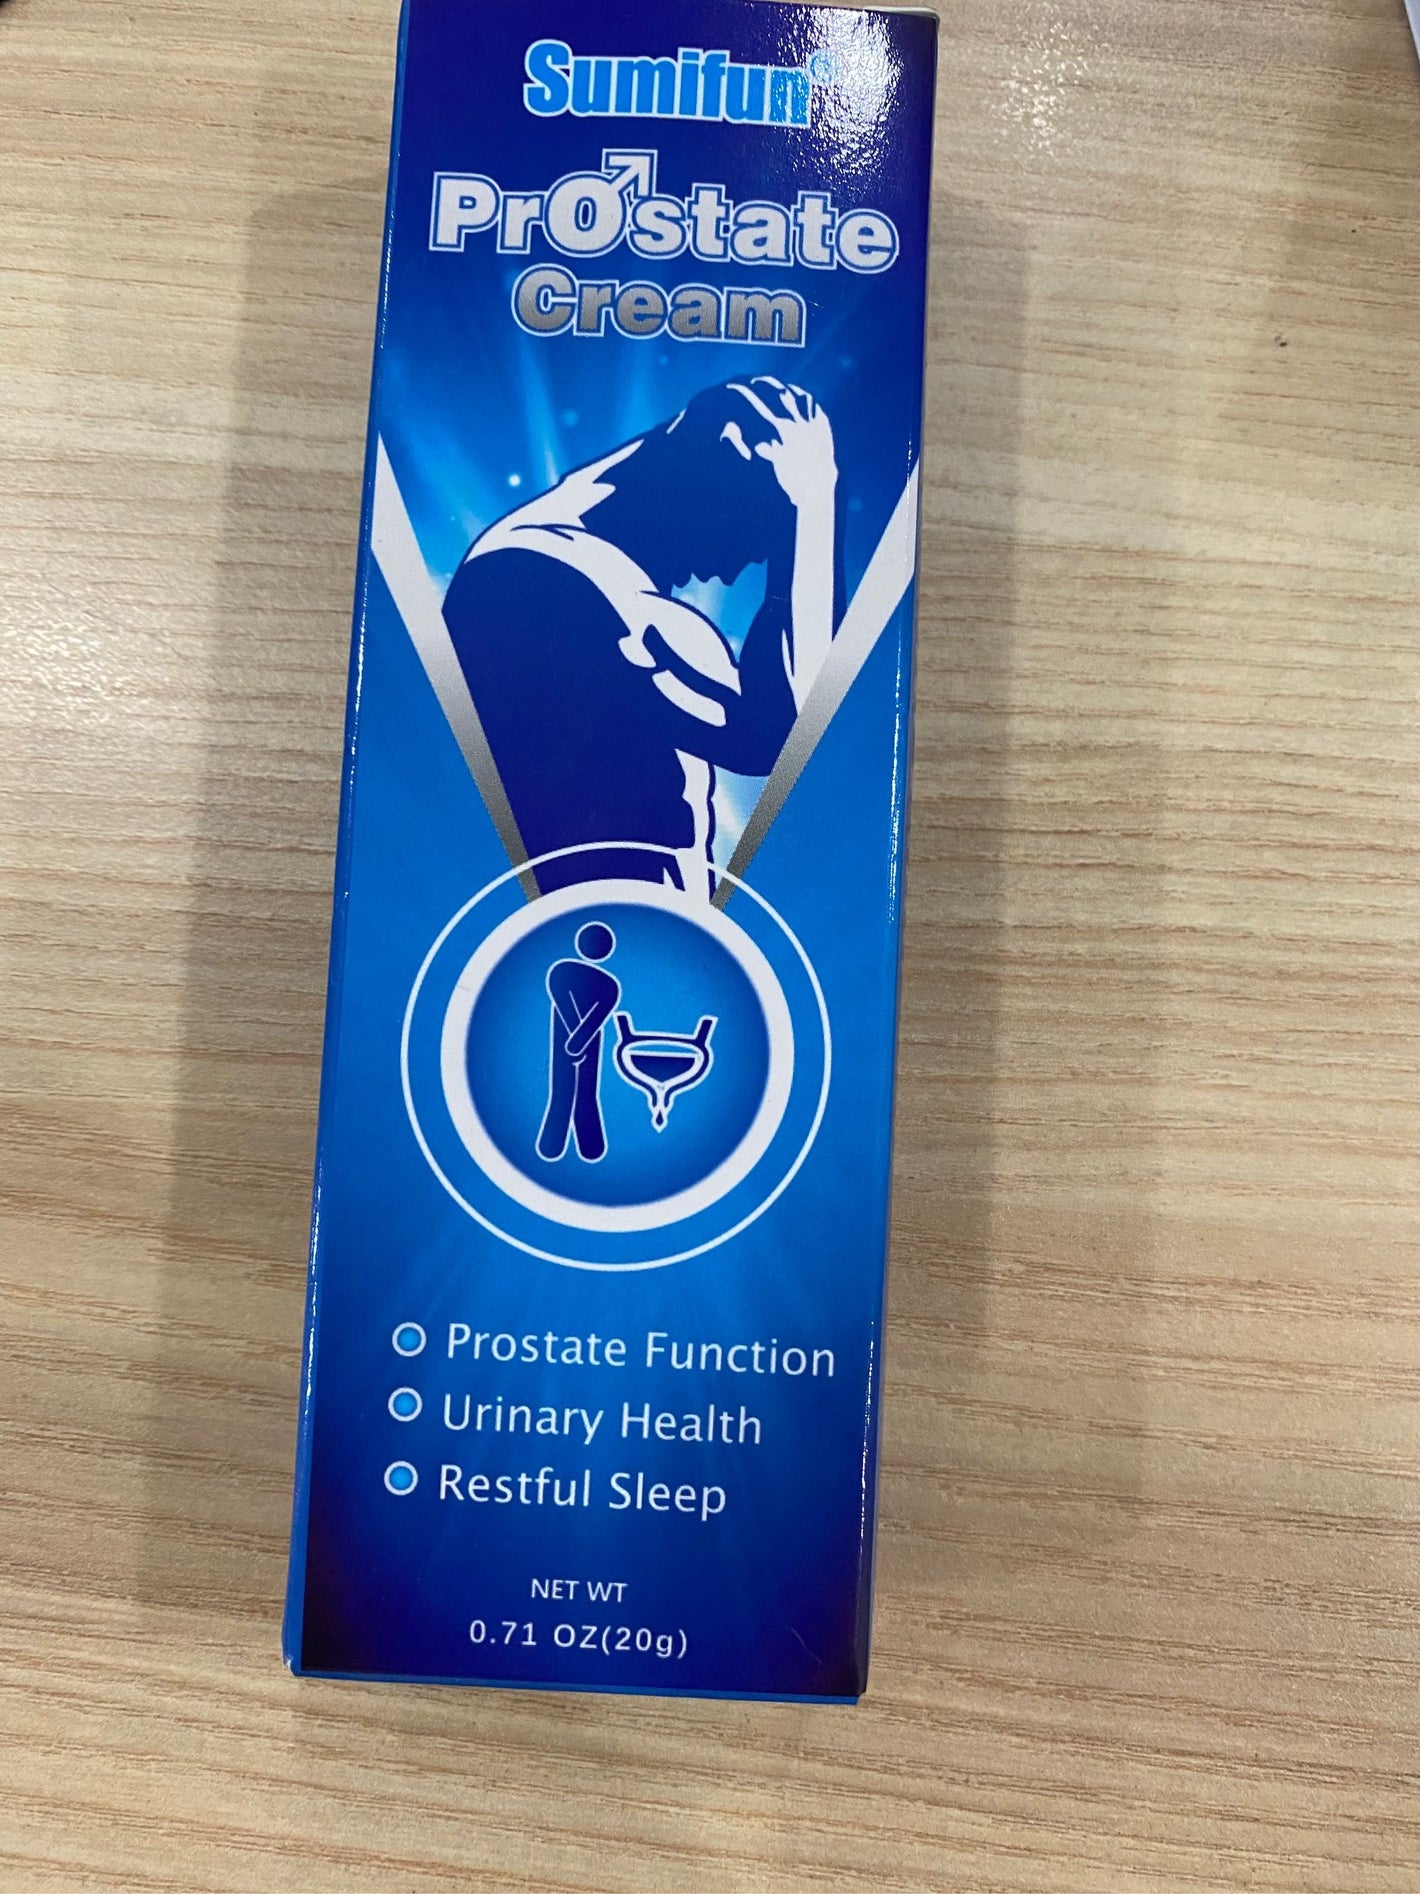 Sumifun®
Prostate
Cream
Prostate Function
Urinary Health
Restful Sleep
NET WT
0.71 OZ(20g)